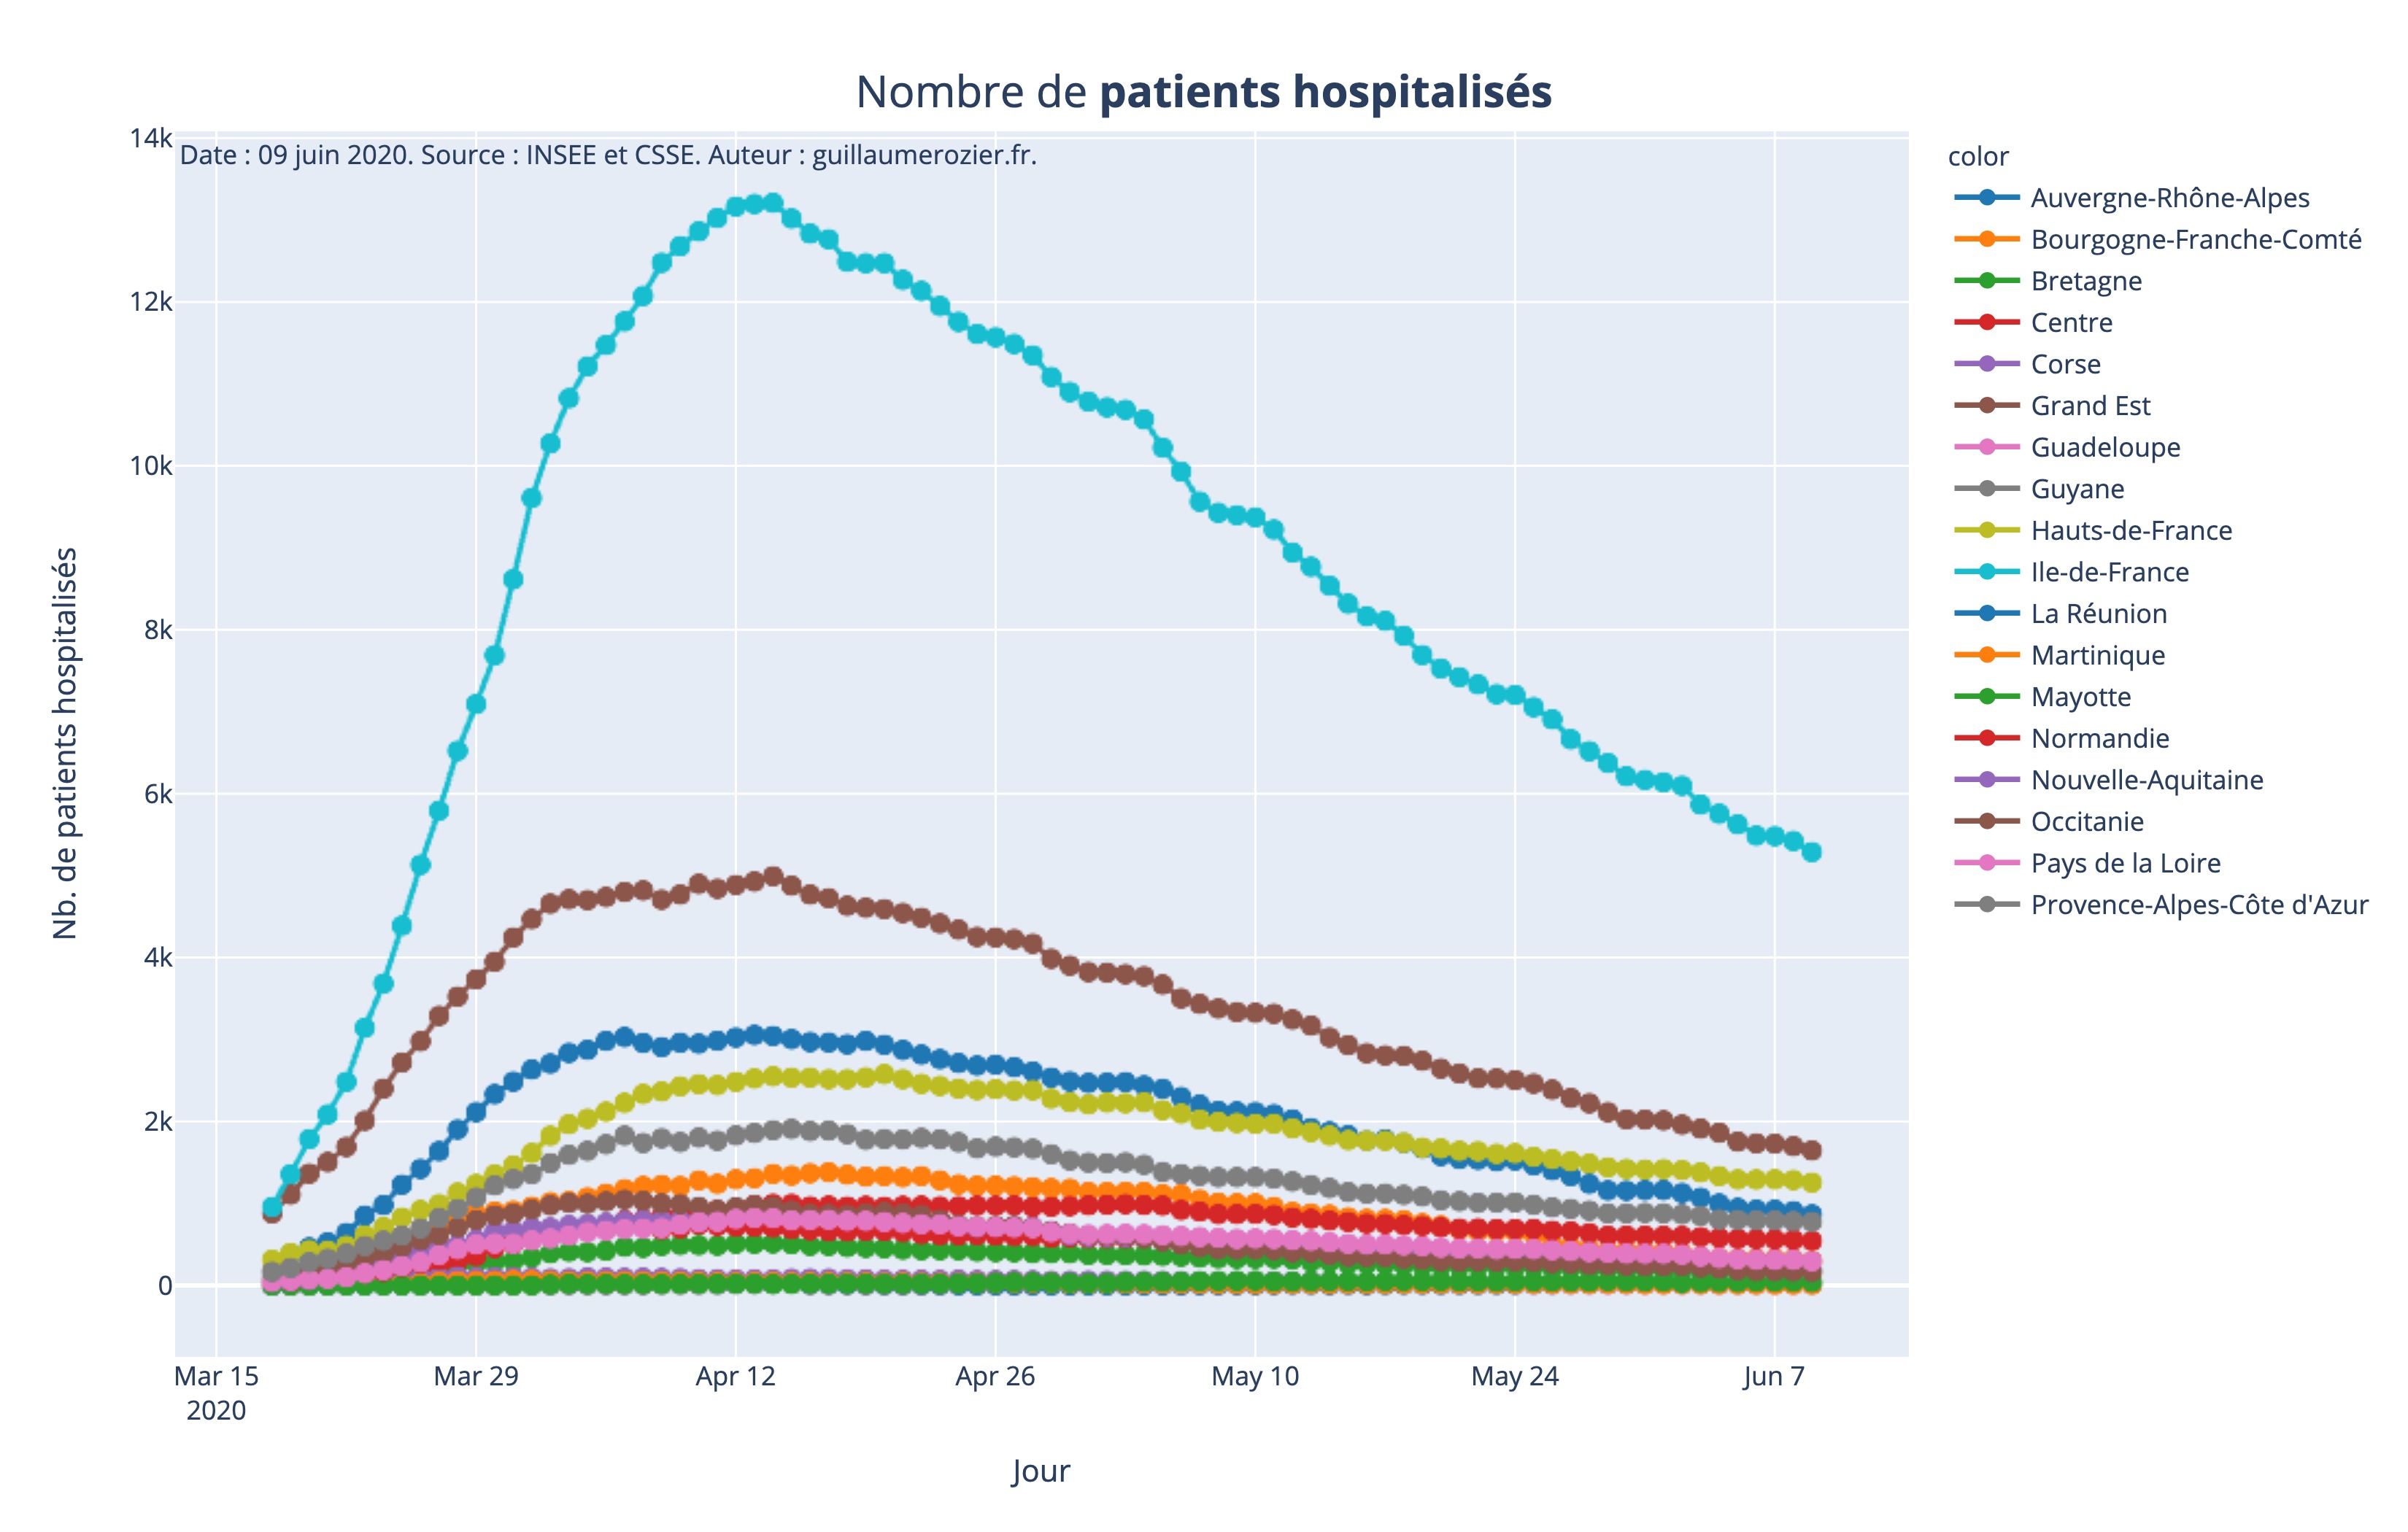 Nombre de patients hospitalisés
14k
Date : 09 juin 2020. Source : INSEE et CSSE. Auteur : guillaumerozier.fr.
12k
10k
8k
6k
4k
2k
0
Nb. de patients hospitalisés
Mar 15 Mar 29 Apr 12 Apr 26 May 10 May 24 Jun 7
2020
Jour
color
Auvergne-Rhône-Alpes
Bourgogne-Franche-Comté
Bretagne
Centre
Corse
Grand Est
Guadeloupe
Guyane
Hauts-de-France
Ile-de-France
La Réunion
Martinique
Mayotte
Normandie
Nouvelle-Aquitaine
Occitanie
Pays de la Loire
Provence-Alpes-Côte d'Azur